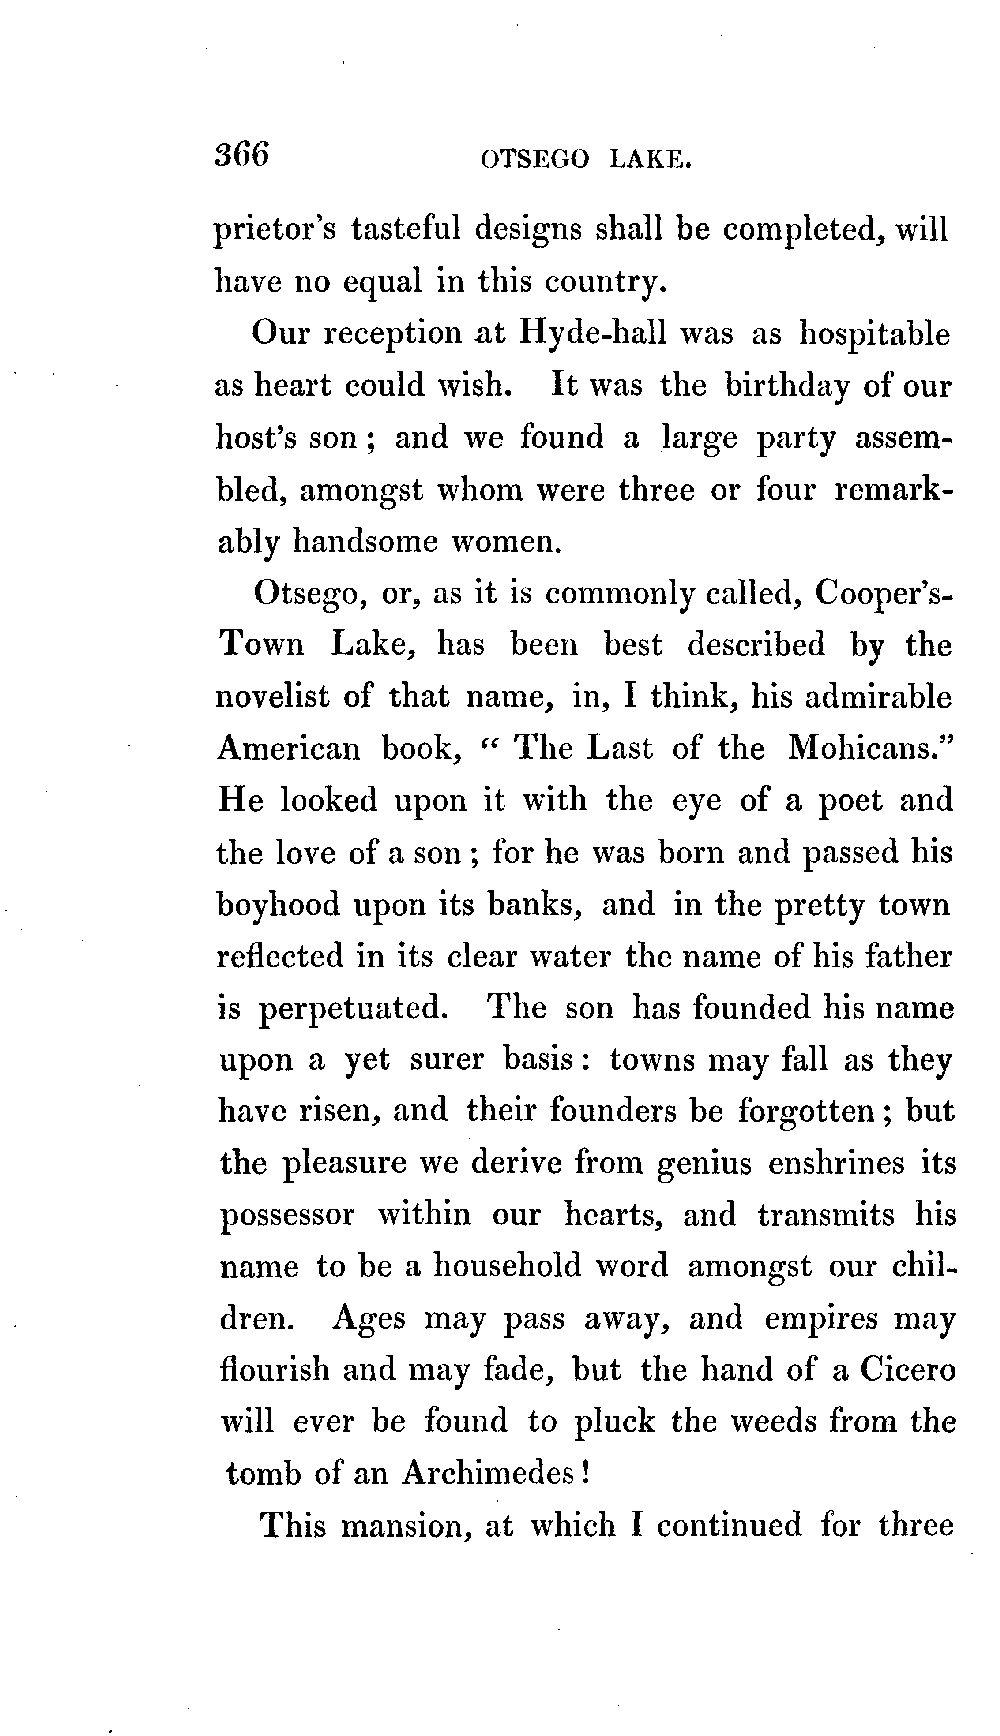 366 OTSEGO LAKE.
prietor's tasteful designs shall be completed, will
have no equal in this country.
Our reception at Hyde-hall was as hospitable
as heart could wish. It was the birthday of our
host's son ; and we found a large party assem-
bled, amongst whom were three or four remark-
ably handsome women.
Otsego, or, as it is commonly called, Cooper's-
Town Lake, has been best described by the
novelist of that name, in, I think, his admirable
American book, “ The Last of the Mohicans.”
He looked upon it with the eye of a poet and
the love of a son ; for he was born and passed his
boyhood upon its banks, and in the pretty town
reflected in its clear water the name of his father
is perpetuated. The son has founded his name
upon a yet surer basis : towns may fall as they
have risen, and their founders be forgotten ; but
the pleasure we derive from genius enshrines its
possessor within our hearts, and transmits his
name to be a household word amongst our chil-
dren. Ages may pass away, and empires may
flourish and may fade, but the hand of a Cicero
will ever be found to pluck the weeds from the
tomb of an Archimedes !
This mansion, at which I continued for three